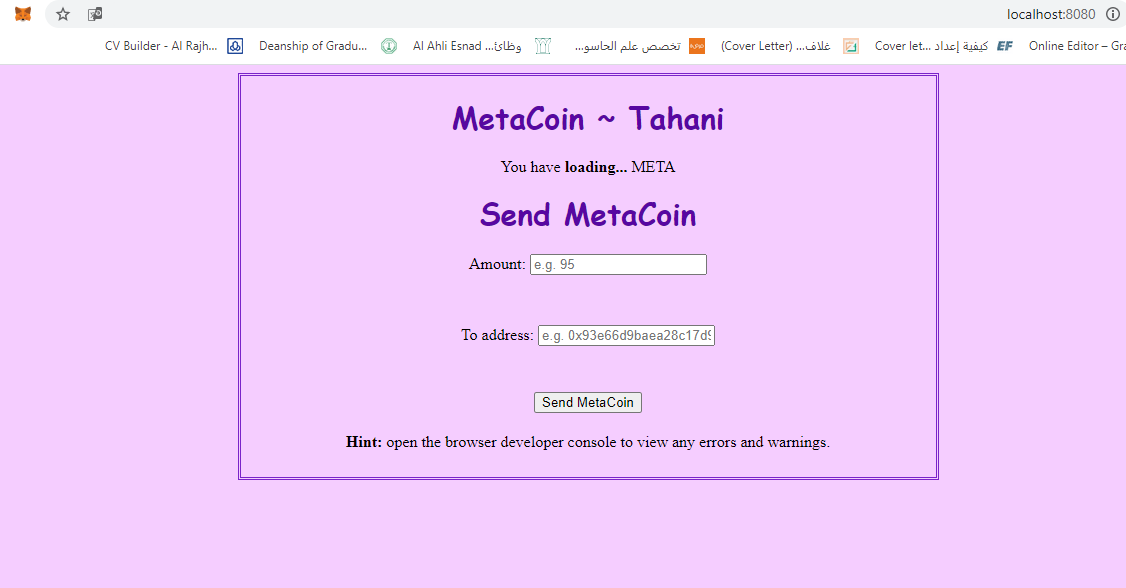 localhost:8080
CV Builder - Al Rajh...
Deanship of Gradu...
Al Ahli Esnad ...وظائ
تخصص علم الحاسو...
(Cover Letter) ...غلاف
Cover let... كيفية إعداد
EF
Online Editor – Gra
MetaCoin ~ Tahani
You have loading... META
Send MetaCoin
Amount: e.g. 95
To address: e.g. 0x93e66d9baea28c17d9
Send MetaCoin
Hint: open the browser developer console to view any errors and warnings.